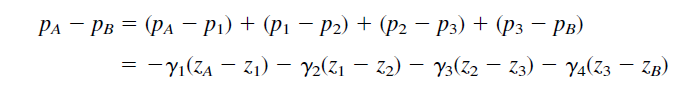 p_A − p_B = (p_A − p_1) + (p_1 − p_2) + (p_2 − p_3) + (p_3 − p_B)
= −γ_1(z_A − z_1) − γ_2(z_1 − z_2) − γ_3(z_2 − z_3) − γ_4(z_3 − z_B)